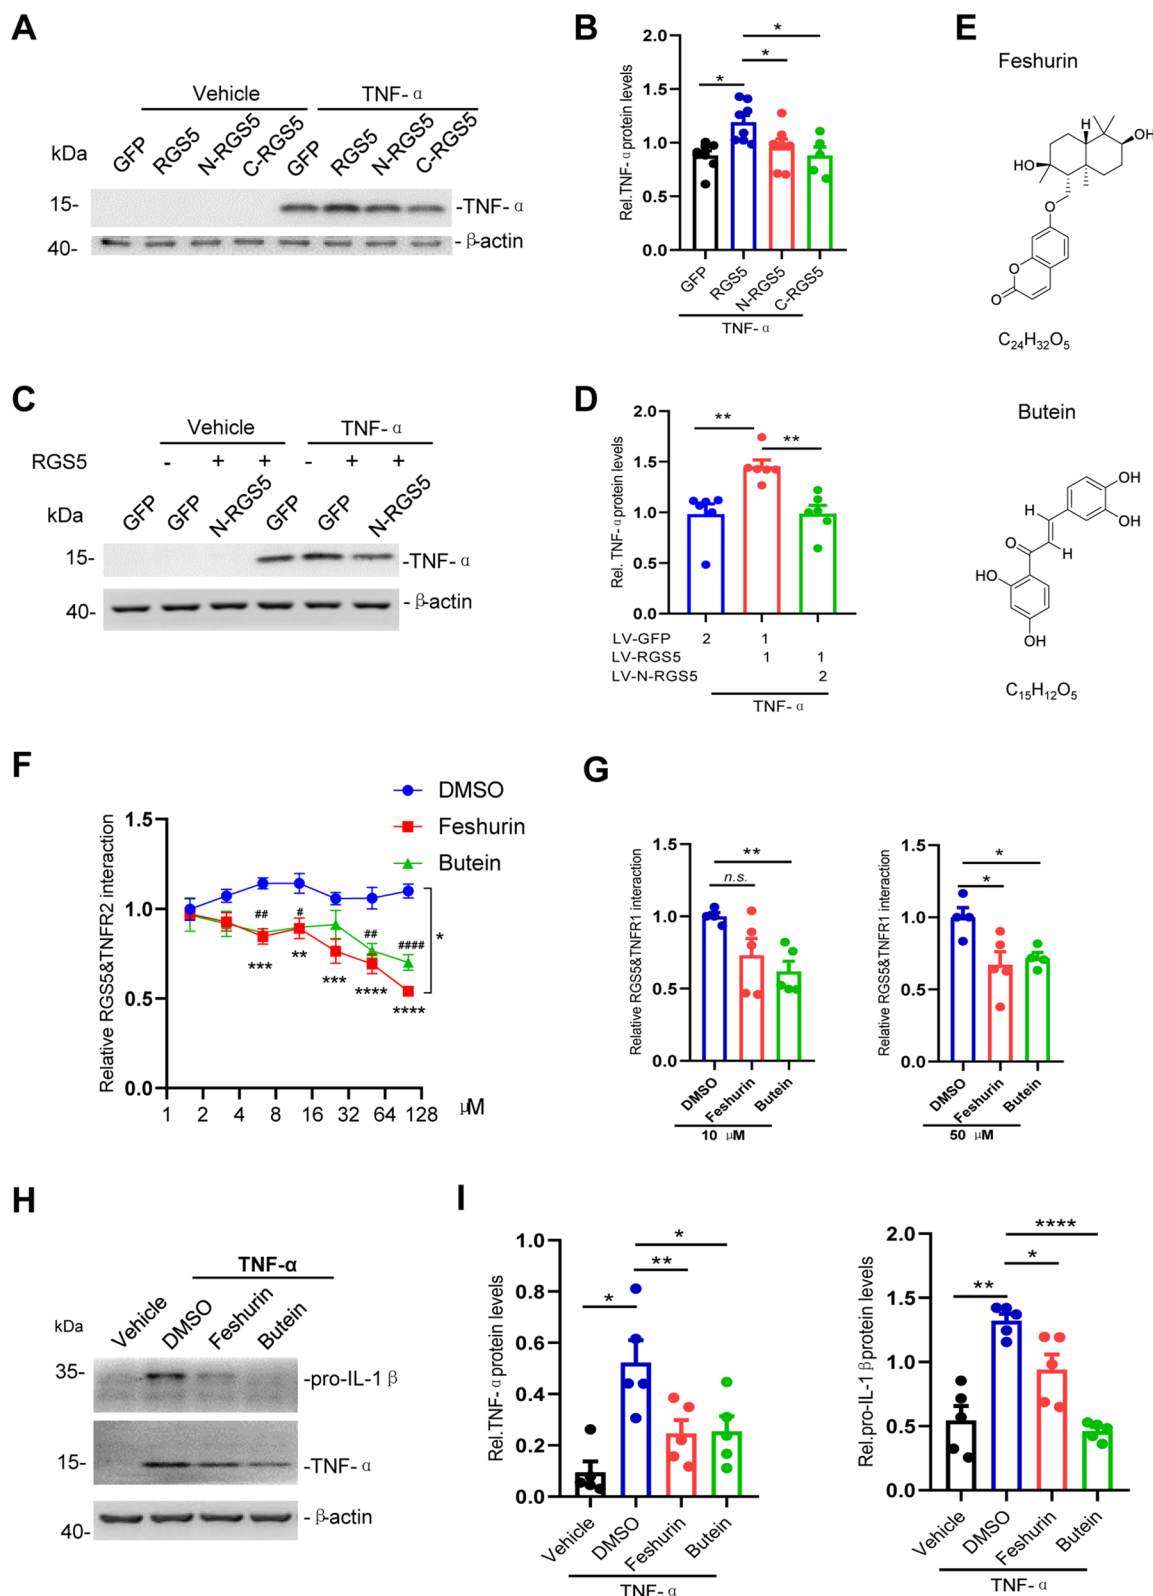 A
Vehicle
TNF- α
kDa
GFP
RGS5
N-RGS5
C-RGS5
GFP
RGS5
N-RGS5
C-RGS5
15-
-TNF- α
40-
- β-actin
B
Rel.TNF- α protein levels
2.0
1.5
1.0
0.5
0.0
*
*
*
GFP
RGS5
N-RGS5
C-RGS5
TNF- α
E
Feshurin
H
OH
HO
O
O
O
C24H32O5
Butein
OH
OH
H
H
O
HO
OH
C15H12O5
C
Vehicle
TNF- α
RGS5
- + + - + +
kDa
GFP
GFP
N-RGS5
GFP
GFP
N-RGS5
15-
-TNF- α
40-
- β-actin
D
Rel. TNF- α protein levels
2.0
1.5
1.0
0.5
0.0
**
**
LV-GFP 2 1
LV-RGS5 1 1
LV-N-RGS5 2
TNF- α
F
DMSO
Feshurin
Butein
Relative RGS5&TNFR2 interaction
1.5
1.0
0.5
0.0
## # ## ####
*** ** *** **** ****
*
1 2 4 8 16 32 64 128 μM
G
Relative RGS5&TNFR1 interaction
1.5
1.0
0.5
0.0
**
n.s.
DMSO
Feshurin
Butein
10 μM
Relative RGS5&TNFR1 interaction
1.5
1.0
0.5
0.0
*
*
DMSO
Feshurin
Butein
50 μM
H
TNF-α
kDa
Vehicle
DMSO
Feshurin
Butein
35-
-pro-IL-1 β
15-
-TNF- α
40-
- β-actin
I
Rel.TNF- α protein levels
1.0
0.8
0.6
0.4
0.2
0.0
*
**
*
Vehicle
DMSO
Feshurin
Butein
TNF- α
Rel.pro-IL-1 β protein levels
2.0
1.5
1.0
0.5
0.0
****
*
**
Vehicle
DMSO
Feshurin
Butein
TNF- α